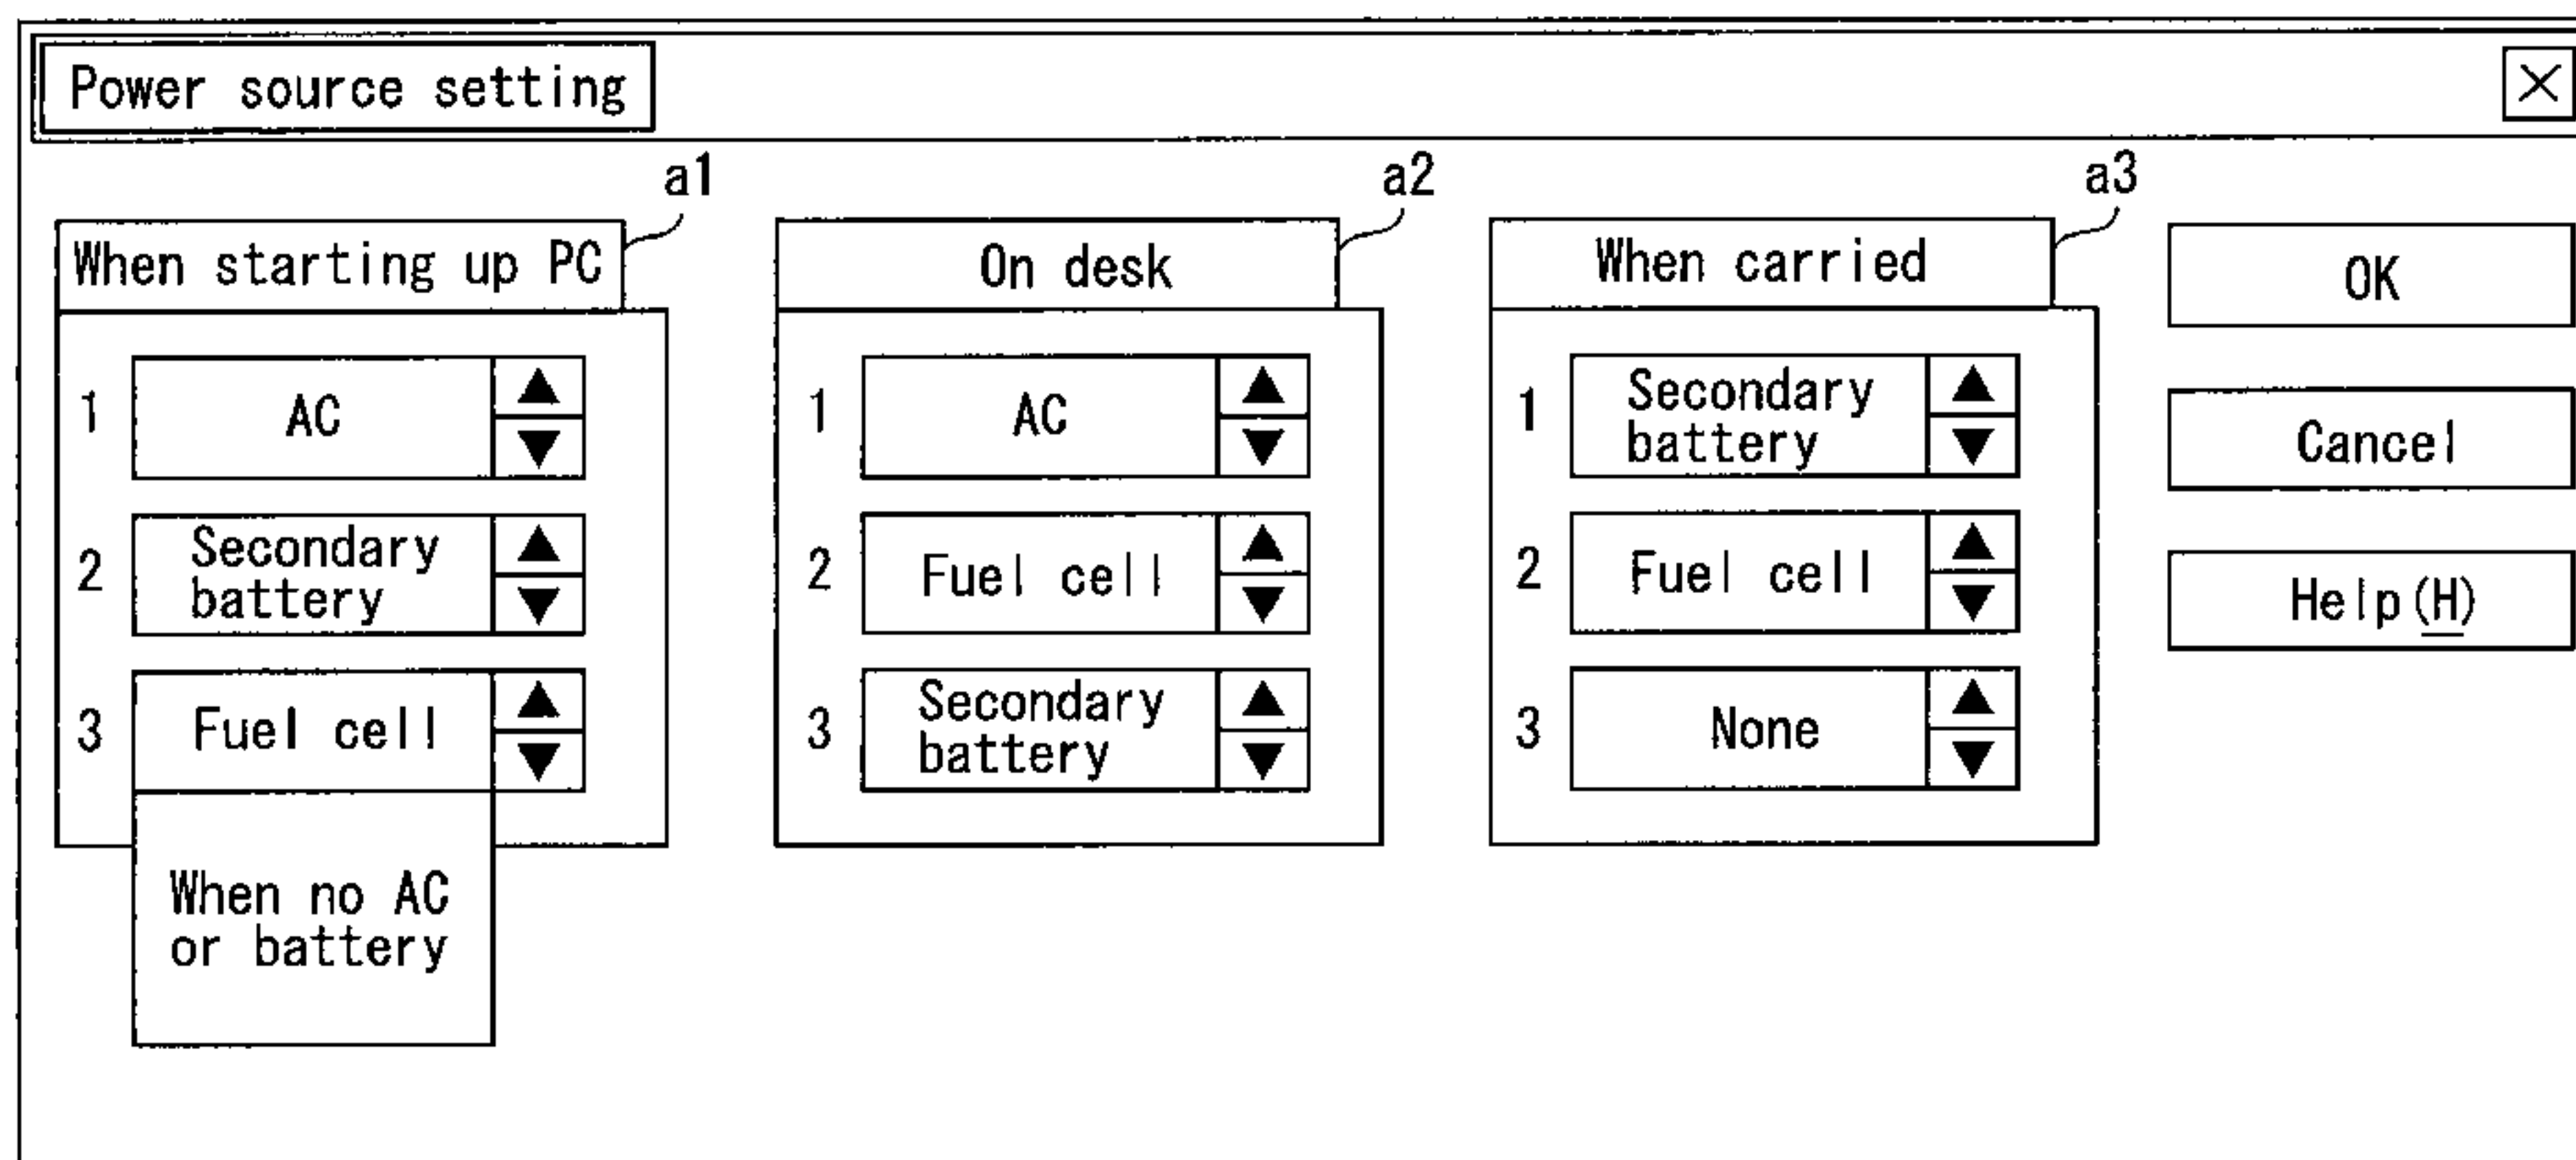 Power source setting
a1
a2
a3
When starting up PC
1 AC
2 Secondary
battery
3 Fuel cell
When no AC
or battery
On desk
1 AC
2 Fuel cell
3 Secondary
battery
When carried
1 Secondary
battery
2 Fuel cell
3 None
OK
Cancel
Help(H)